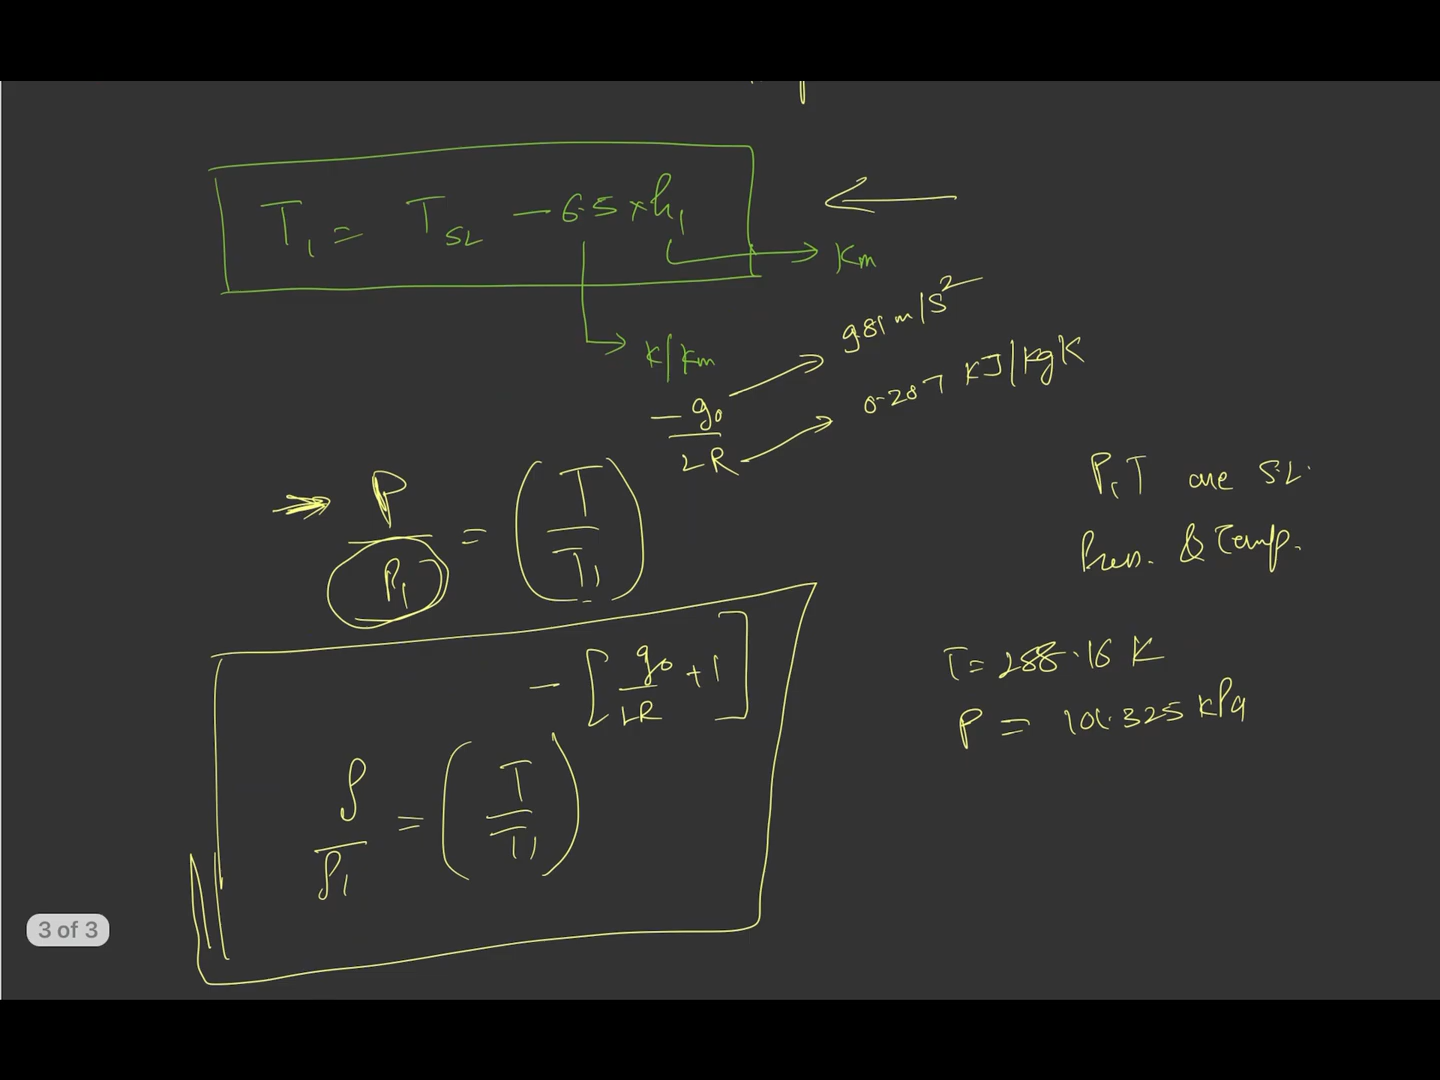 T₁ = T_SL - 6.5 × h₁
Km
K/Km
9.81 m/s²
0.287 KJ/KgK
P/P₁ = (T/T₁)^(-g₀/LR)
P, T are S.L.
Pres. & Temp.
T = 288.16 K
P = 101.325 kPa
ρ/ρ₁ = (T/T₁)^(-[g₀/LR + 1])
3 of 3